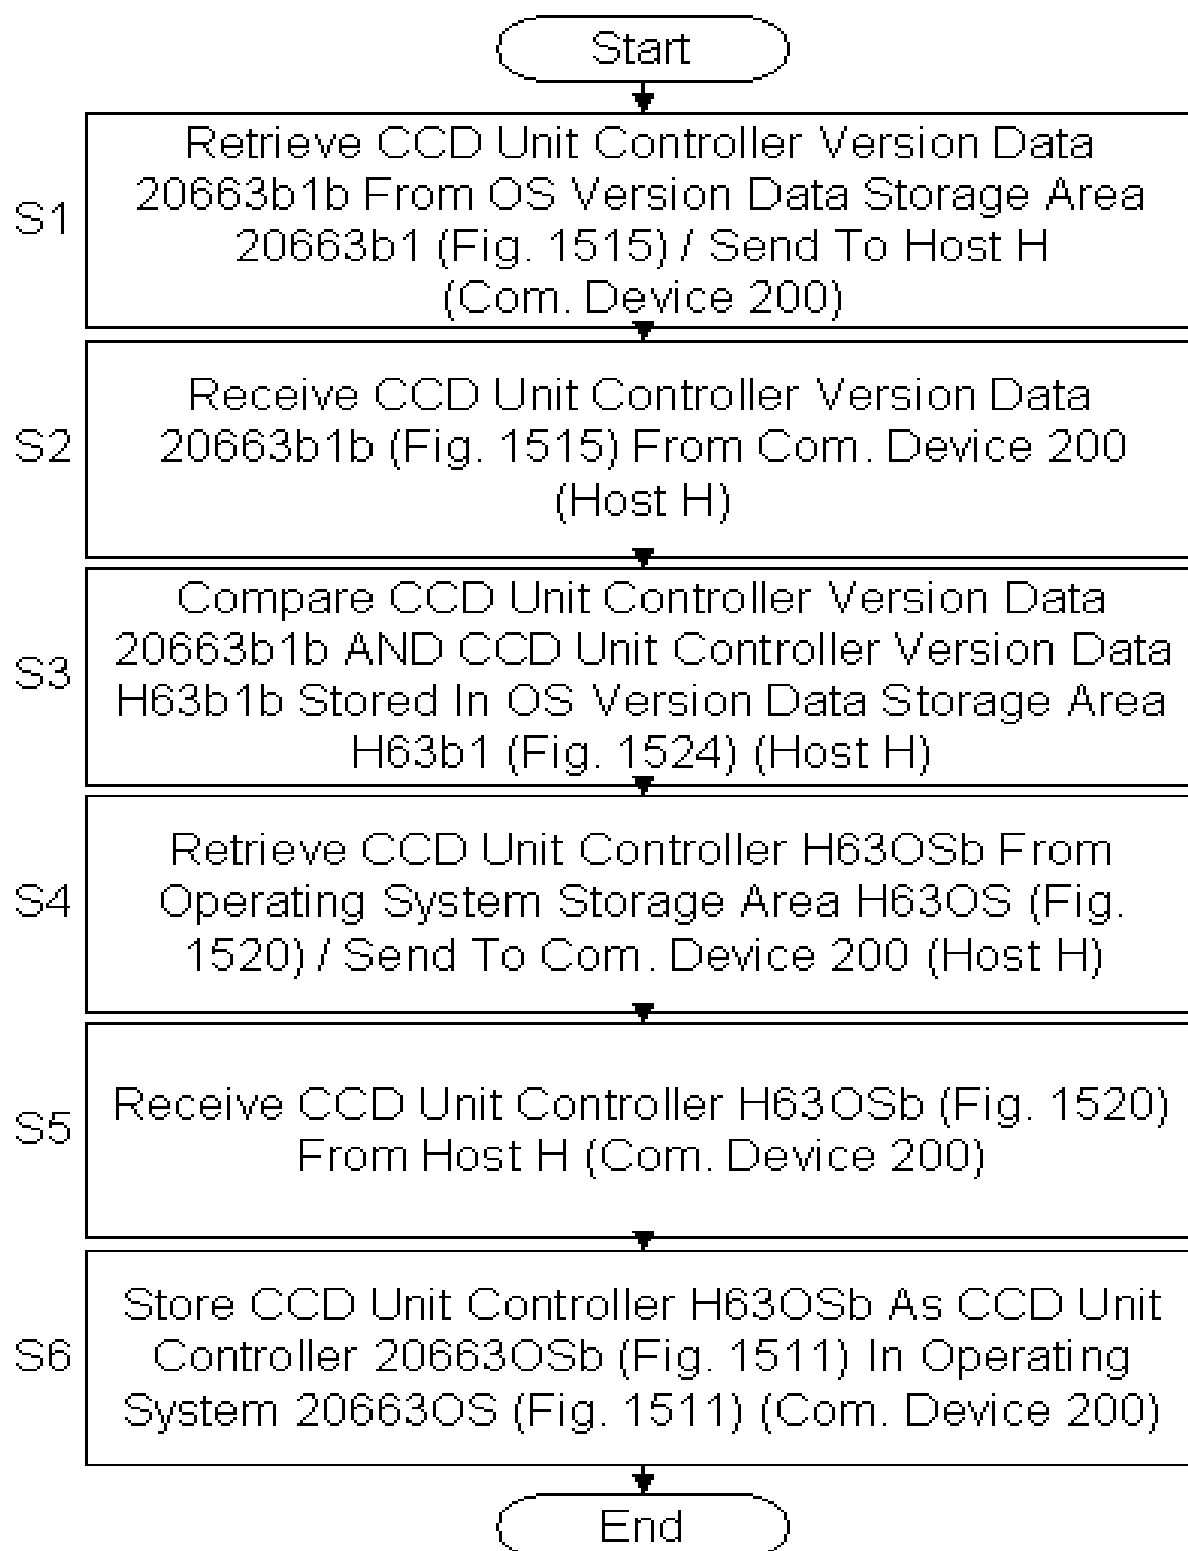 Start
S1
Retrieve CCD Unit Controller Version Data
20663b1b From OS Version Data Storage Area
20663b1 (Fig. 1515) / Send To Host H
(Com. Device 200)
S2
Receive CCD Unit Controller Version Data
20663b1b (Fig. 1515) From Com. Device 200
(Host H)
S3
Compare CCD Unit Controller Version Data
20663b1b AND CCD Unit Controller Version Data
H63b1b Stored In OS Version Data Storage Area
H63b1 (Fig. 1524) (Host H)
S4
Retrieve CCD Unit Controller H63OSb From
Operating System Storage Area H63OS (Fig.
1520) / Send To Com. Device 200 (Host H)
S5
Receive CCD Unit Controller H63OSb (Fig. 1520)
From Host H (Com. Device 200)
S6
Store CCD Unit Controller H63OSb As CCD Unit
Controller 20663OSb (Fig. 1511) In Operating
System 20663OS (Fig. 1511) (Com. Device 200)
End